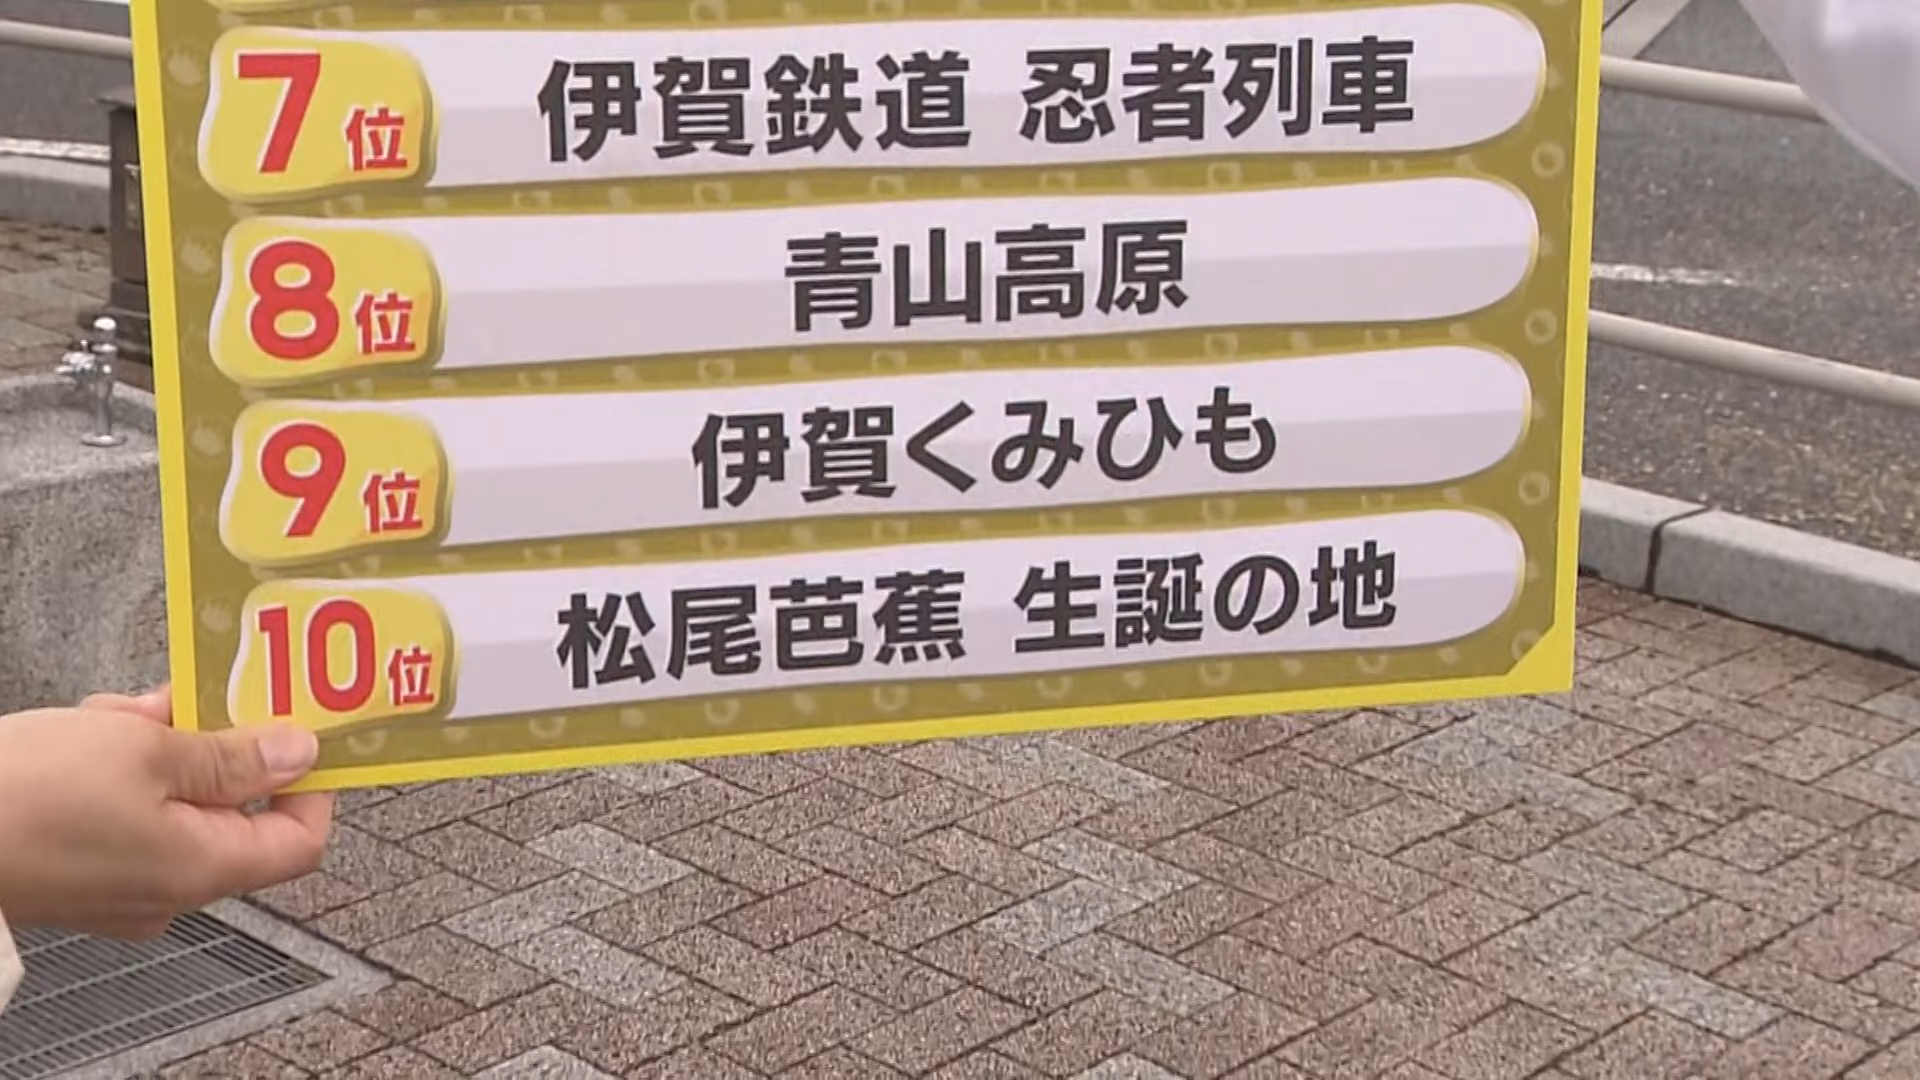 7位 伊賀鉄道 忍者列車
8位 青山高原
9位 伊賀くみひも
10位 松尾芭蕉 生誕の地